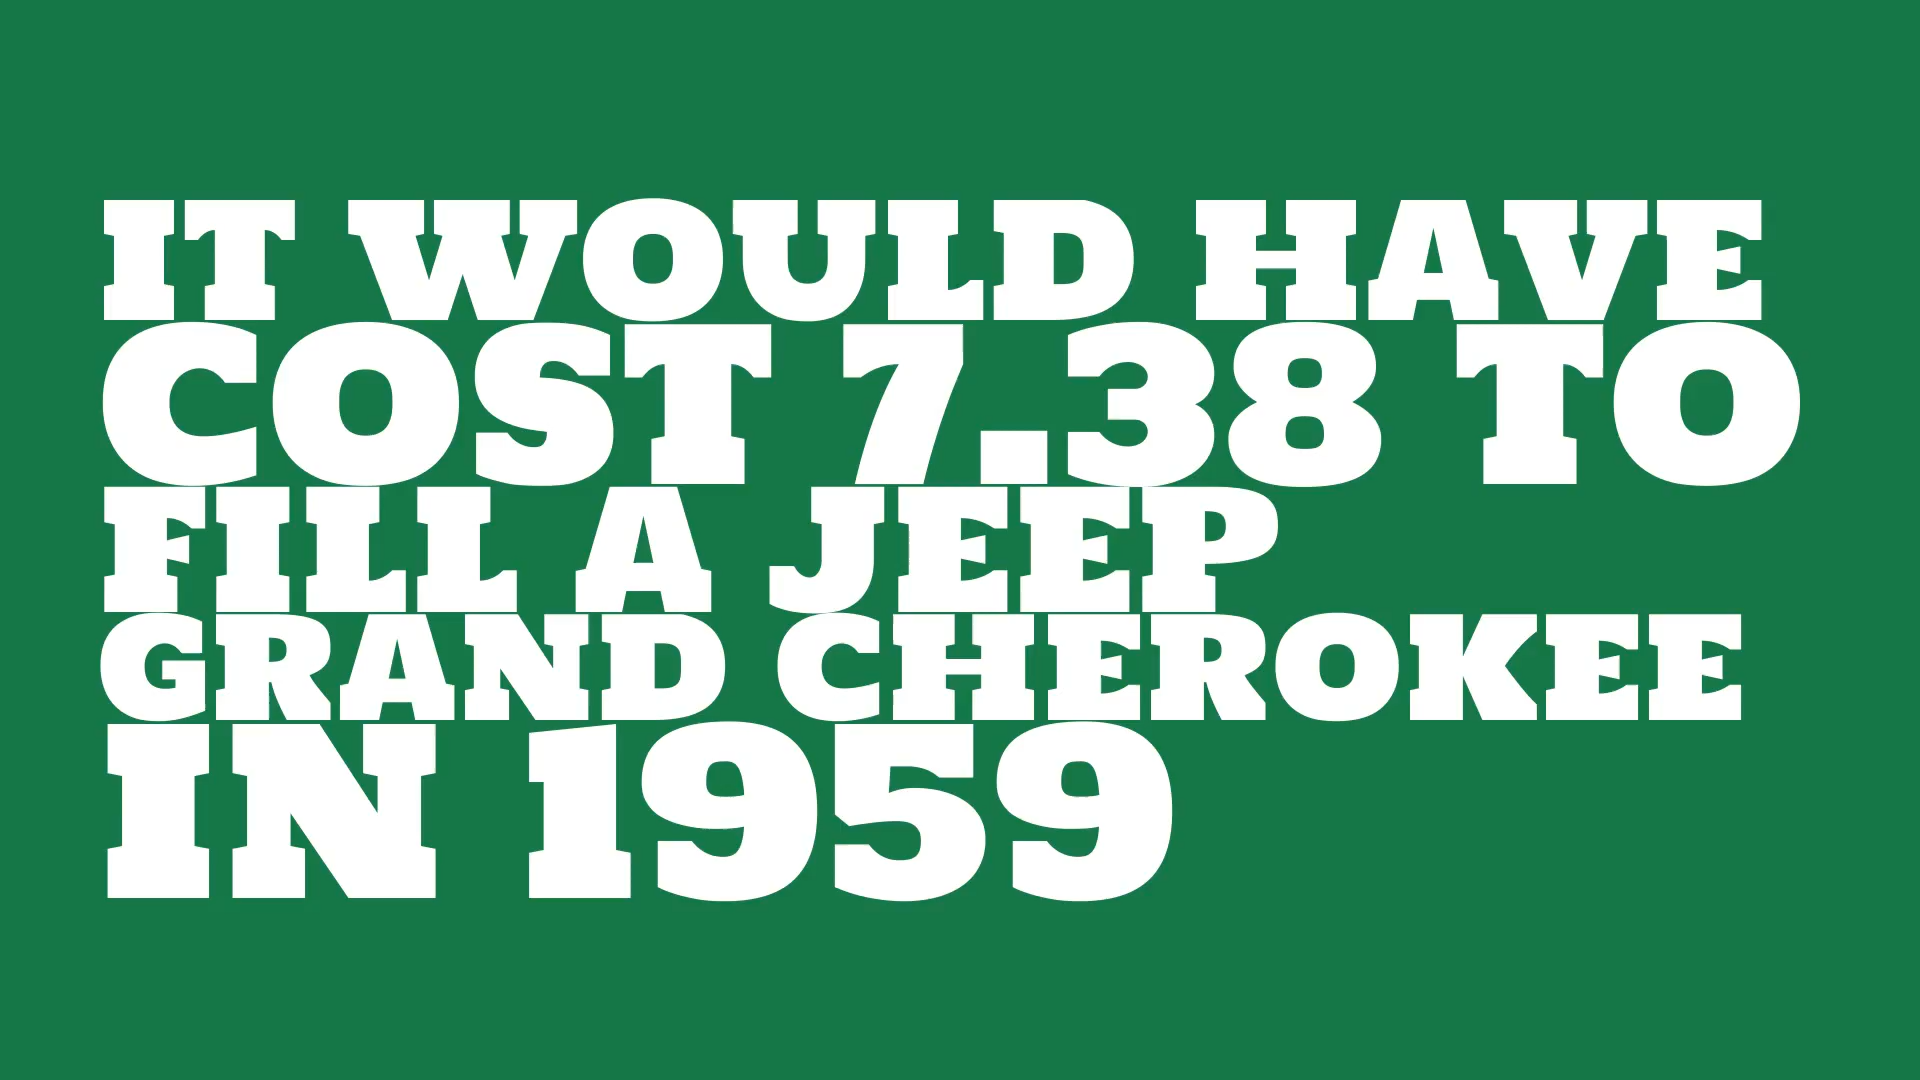 IT WOULD HAVE
COST 7.38 TO
FILL A JEEP
GRAND CHEROKEE
IN 1959